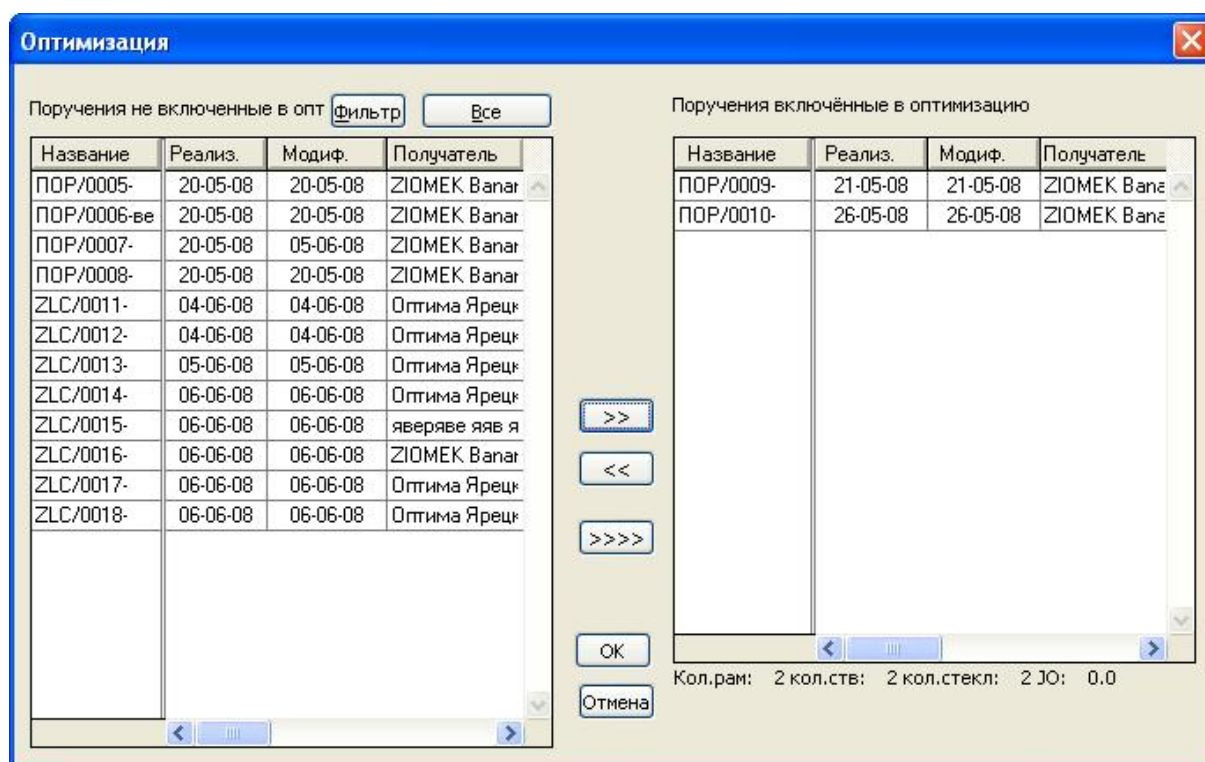 Оптимизация
Поручения не включенные в опт Фильтр Все
Название Реализ. Модиф. Получатель
ПОР/0005- 20-05-08 20-05-08 ZIOMEK Banar
ПОР/0006-ве 20-05-08 20-05-08 ZIOMEK Banar
ПОР/0007- 20-05-08 05-06-08 ZIOMEK Banar
ПОР/0008- 20-05-08 20-05-08 ZIOMEK Banar
ZLC/0011- 04-06-08 04-06-08 Оптима Ярецк
ZLC/0012- 04-06-08 04-06-08 Оптима Ярецк
ZLC/0013- 05-06-08 05-06-08 Оптима Ярецк
ZLC/0014- 06-06-08 06-06-08 Оптима Ярецк
ZLC/0015- 06-06-08 06-06-08 яверяве яяв я
ZLC/0016- 06-06-08 06-06-08 ZIOMEK Banar
ZLC/0017- 06-06-08 06-06-08 Оптима Ярецк
ZLC/0018- 06-06-08 06-06-08 Оптима Ярецк
>>
<<
>>>>
OK
Отмена
Поручения включённые в оптимизацию
Название Реализ. Модиф. Получатель
ПОР/0009- 21-05-08 21-05-08 ZIOMEK Bana
ПОР/0010- 26-05-08 26-05-08 ZIOMEK Bana
Кол.рам: 2 кол.ств: 2 кол.стекл: 2 JO: 0.0